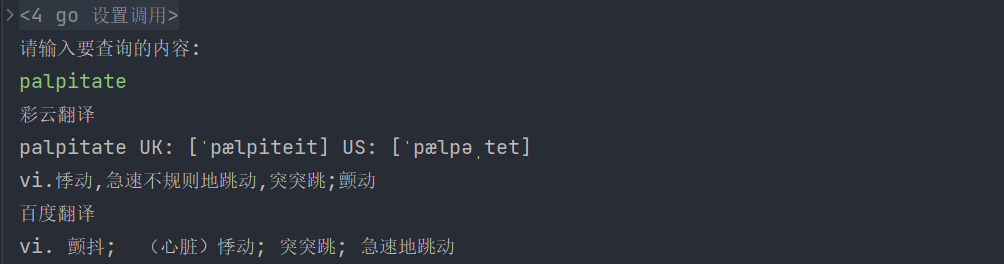 <4 go 设置调用>
请输入要查询的内容:
palpitate
彩云翻译
palpitate UK: [ˈpælpiteit] US: [ˈpælpəˌtet]
vi.悸动,急速不规则地跳动,突突跳;颤动
百度翻译
vi. 颤抖;  （心脏）悸动; 突突跳; 急速地跳动